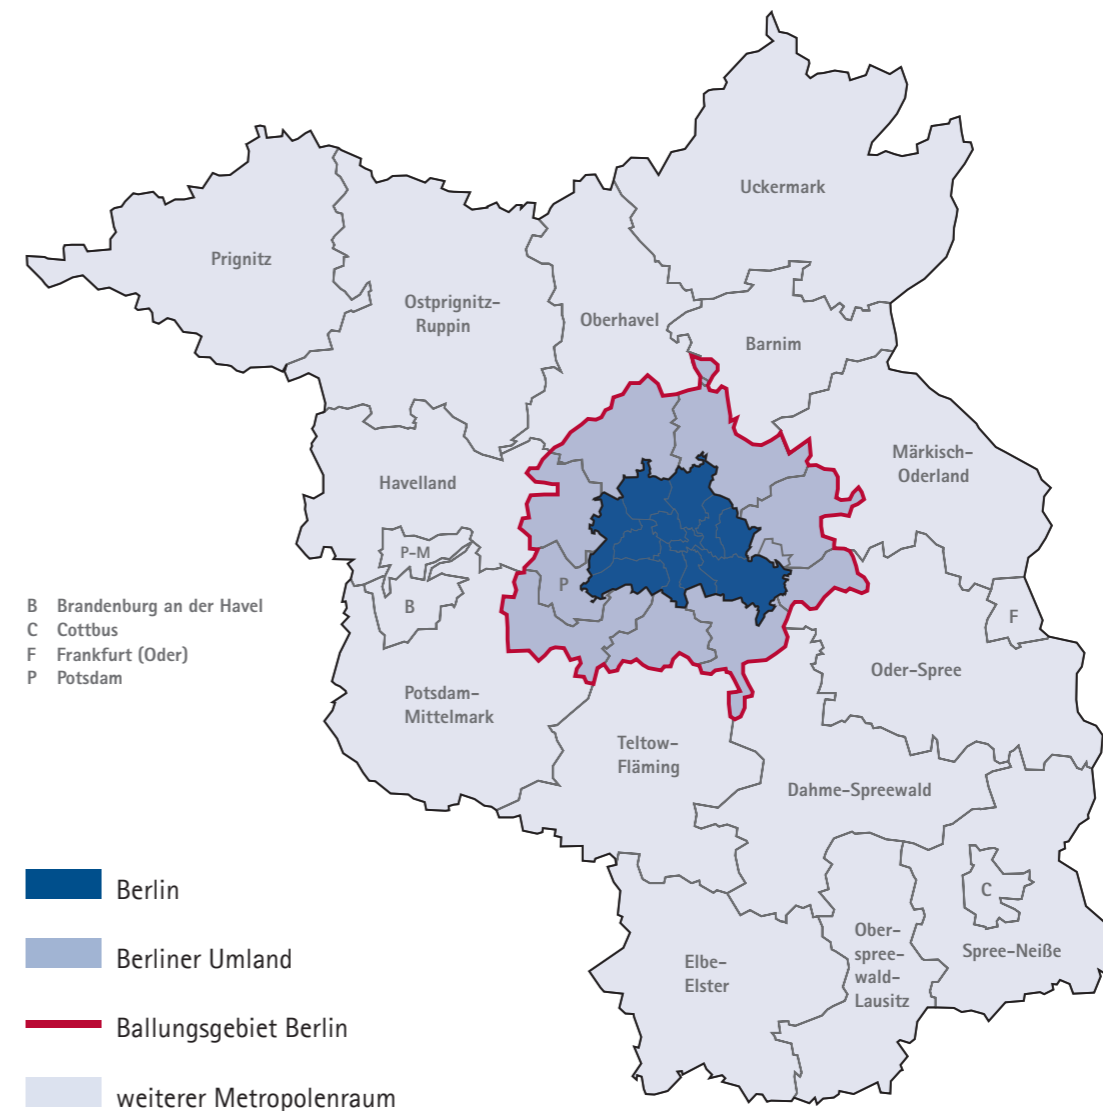 Uckermark
Prignitz
Ostprignitz-
Ruppin
Oberhavel
Barnim
Märkisch-
Oderland
Havelland
P-M
B
P
F
B Brandenburg an der Havel
C Cottbus
F Frankfurt (Oder)
P Potsdam
Oder-Spree
Potsdam-
Mittelmark
Teltow-
Fläming
Dahme-Spreewald
C
Ober-
spree-
wald-
Lausitz
Spree-Neiße
Elbe-
Elster
Berlin
Berliner Umland
Ballungsgebiet Berlin
weiterer Metropolenraum